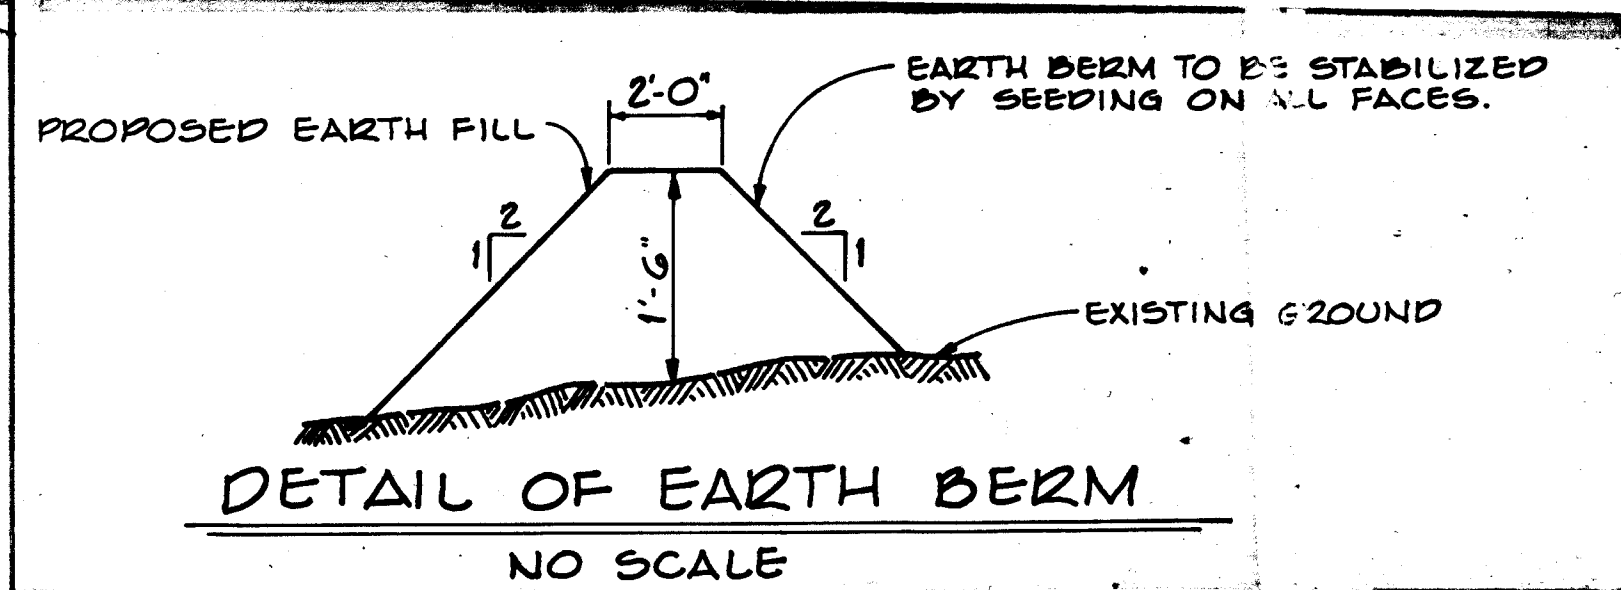 PROPOSED EARTH FILL
2'-0"
EARTH BERM TO BE STABILIZED
BY SEEDING ON ALL FACES.
2
1
1'-6"
2
1
EXISTING GROUND
DETAIL OF EARTH BERM
NO SCALE